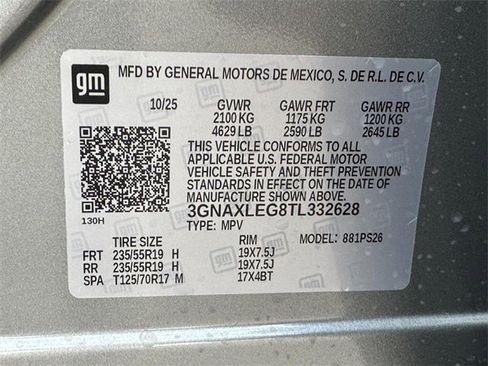 gm
MFD BY GENERAL MOTORS DE MEXICO, S. DE R.L. DE C.V.
10/25 GVWR GAWR FRT GAWR RR
2100 KG 1175 KG 1200 KG
4629 LB 2590 LB 2645 LB
THIS VEHICLE CONFORMS TO ALL
APPLICABLE U.S. FEDERAL MOTOR
VEHICLE SAFETY AND THEFT PREVENTION
STANDARDS IN EFFECT ON THE DATE OF
MANUFACTURE SHOWN ABOVE.
130H 3GNAXLEG8TL332628
TYPE: MPV MODEL: 881PS26
TIRE SIZE RIM
FRT 235/55R19 H 19X7.5J
RR 235/55R19 H 19X7.5J
SPA T125/70R17 M 17X4BT